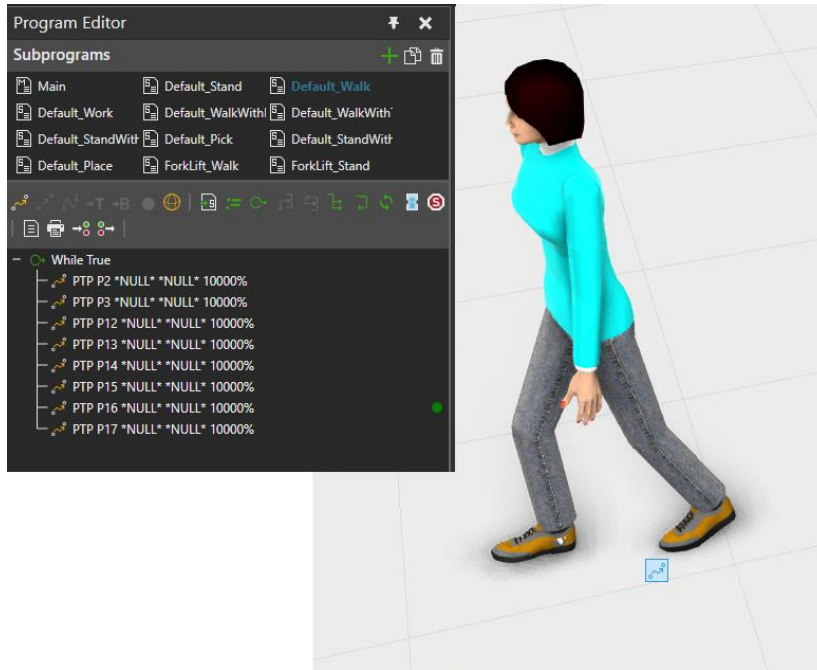 Program Editor
Subprograms
Main Default_Stand Default_Walk
Default_Work Default_WalkWithI Default_WalkWith
Default_StandWith Default_Pick Default_StandWith
Default_Place ForkLift_Walk ForkLift_Stand
While True
PTP P2 *NULL* *NULL* 10000%
PTP P3 *NULL* *NULL* 10000%
PTP P12 *NULL* *NULL* 10000%
PTP P13 *NULL* *NULL* 10000%
PTP P14 *NULL* *NULL* 10000%
PTP P15 *NULL* *NULL* 10000%
PTP P16 *NULL* *NULL* 10000%
PTP P17 *NULL* *NULL* 10000%